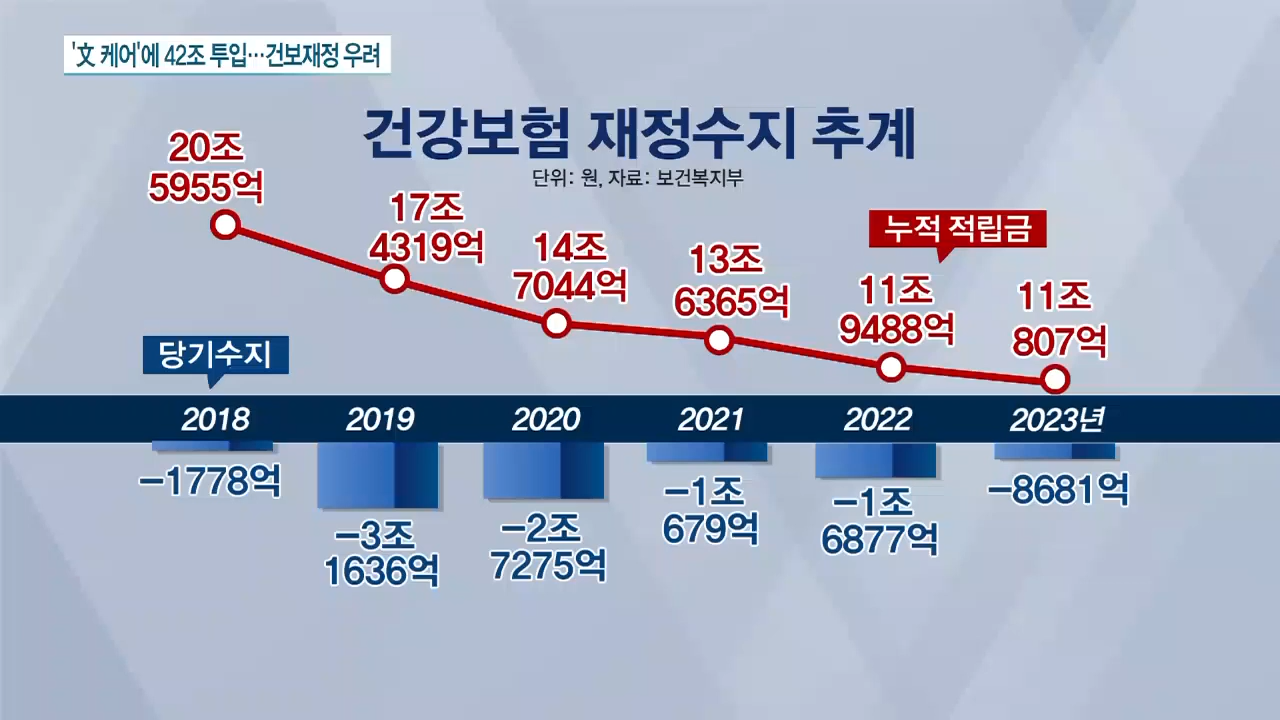 '文 케어'에 42조 투입…건보재정 우려
건강보험 재정수지 추계
단위: 원, 자료: 보건복지부
20조
5955억
17조
4319억
14조
7044억
13조
6365억
누적 적립금
11조
9488억
11조
807억
당기수지
2018 2019 2020 2021 2022 2023년
-1778억
-3조
1636억
-2조
7275억
-1조
679억
-1조
6877억
-8681억